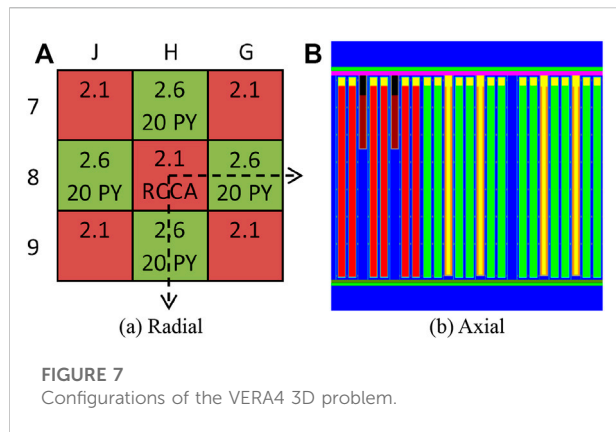 A J H G B
7 2.1 2.6 2.1
20 PY
8 2.6 2.1 2.6
20 PY RCCA 20 PY
9 2.1 2.6 2.1
20 PY
(a) Radial (b) Axial
FIGURE 7
Configurations of the VERA4 3D problem.